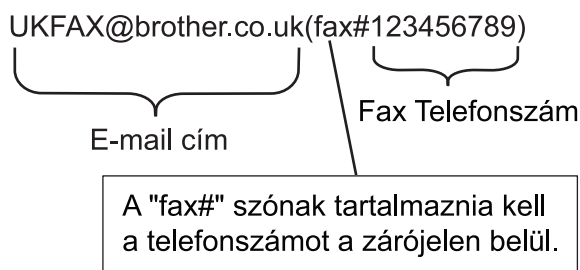 UKFAX@brother.co.uk(fax#123456789)
Fax Telefonszám
E-mail cím
A "fax#" szónak tartalmaznia kell
a telefonszámot a zárójelen belül.